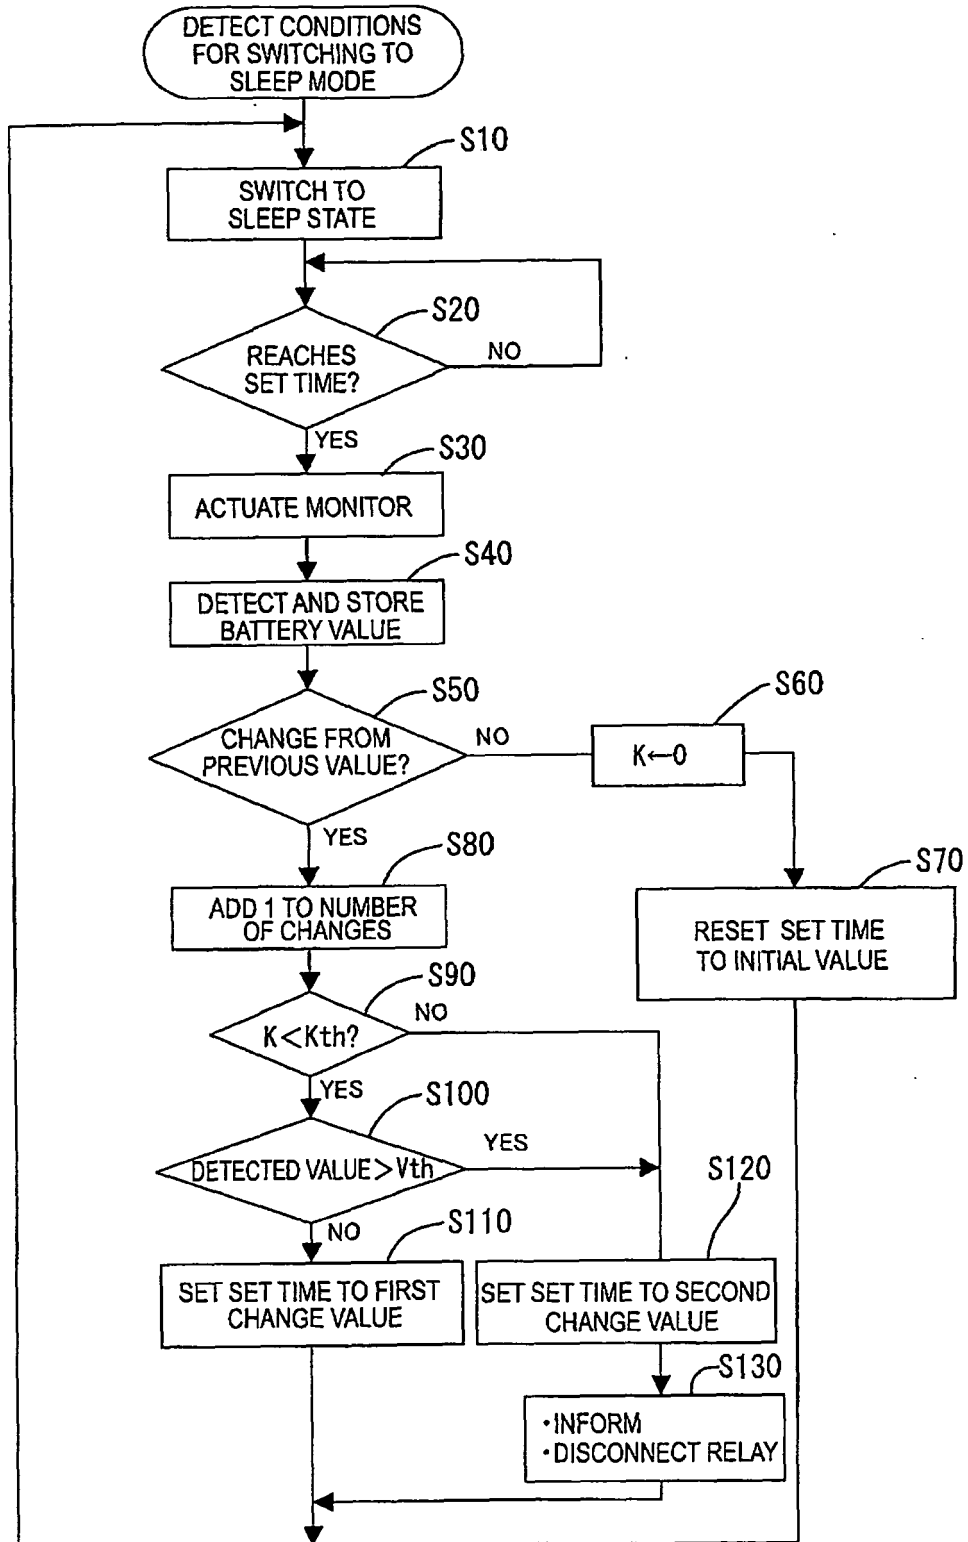 DETECT CONDITIONS
FOR SWITCHING TO
SLEEP MODE
S10
SWITCH TO
SLEEP STATE
S20
REACHES
SET TIME?
NO
YES
S30
ACTUATE MONITOR
S40
DETECT AND STORE
BATTERY VALUE
S50
CHANGE FROM
PREVIOUS VALUE?
NO
S60
K←0
YES
S70
RESET SET TIME
TO INITIAL VALUE
S80
ADD 1 TO NUMBER
OF CHANGES
S90
K<Kth?
NO
YES
S100
DETECTED VALUE>Vth
YES
NO
S110
SET SET TIME TO FIRST
CHANGE VALUE
S120
SET SET TIME TO SECOND
CHANGE VALUE
S130
・INFORM
・DISCONNECT RELAY